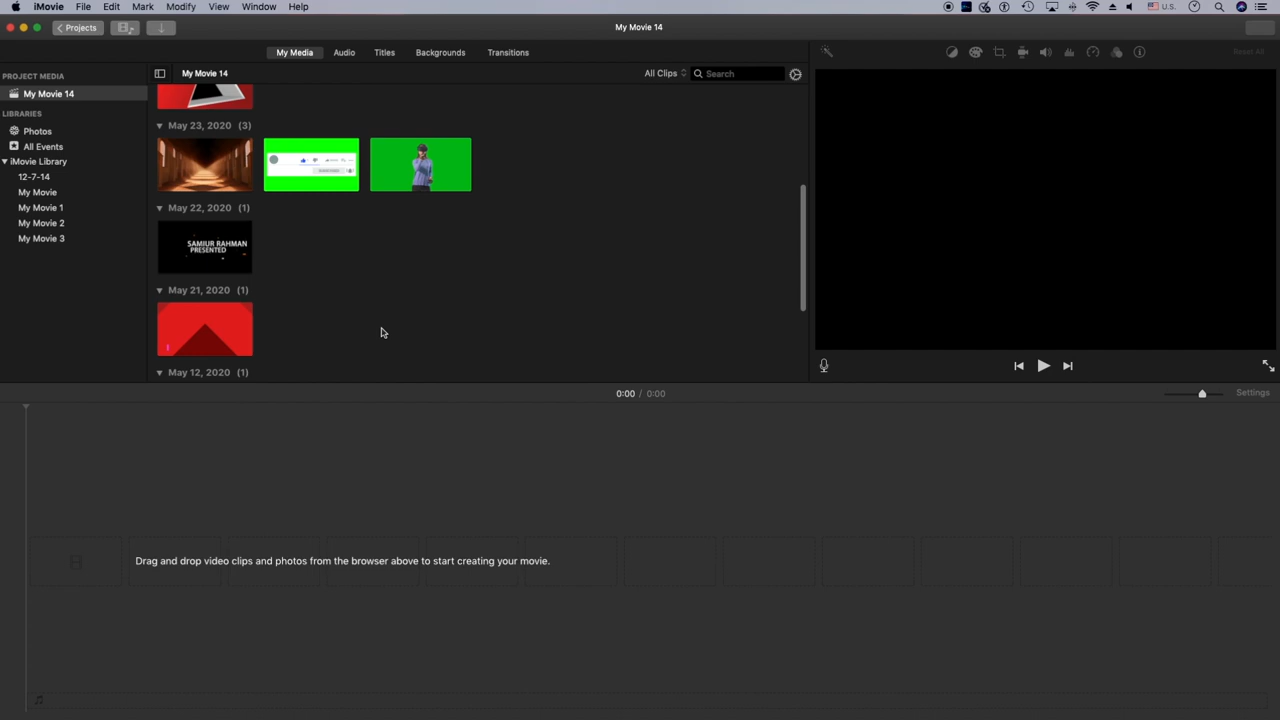 iMovie File Edit Mark Modify View Window Help U.S.
Projects My Movie 14
My Media Audio Titles Backgrounds Transitions Reset All
PROJECT MEDIA
My Movie 14
LIBRARIES
Photos
All Events
iMovie Library
12-7-14
My Movie
My Movie 1
My Movie 2
My Movie 3
My Movie 14 All Clips Search
May 23, 2020 (3)
May 22, 2020 (1)
SAMIUR RAHMAN
PRESENTED
May 21, 2020 (1)
May 12, 2020 (1)
0:00 / 0:00 Settings
Drag and drop video clips and photos from the browser above to start creating your movie.